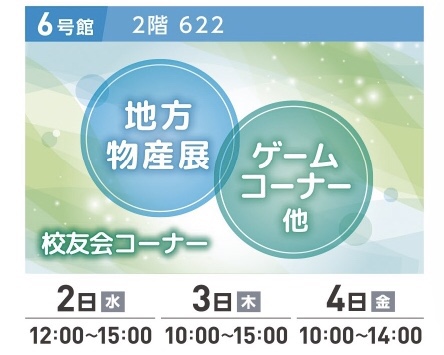 6号館 2階 622
地方
物産展
ゲーム
コーナー
他
校友会コーナー
2日 水 3日 木 4日 金
12:00~15:00 10:00~15:00 10:00~14:00